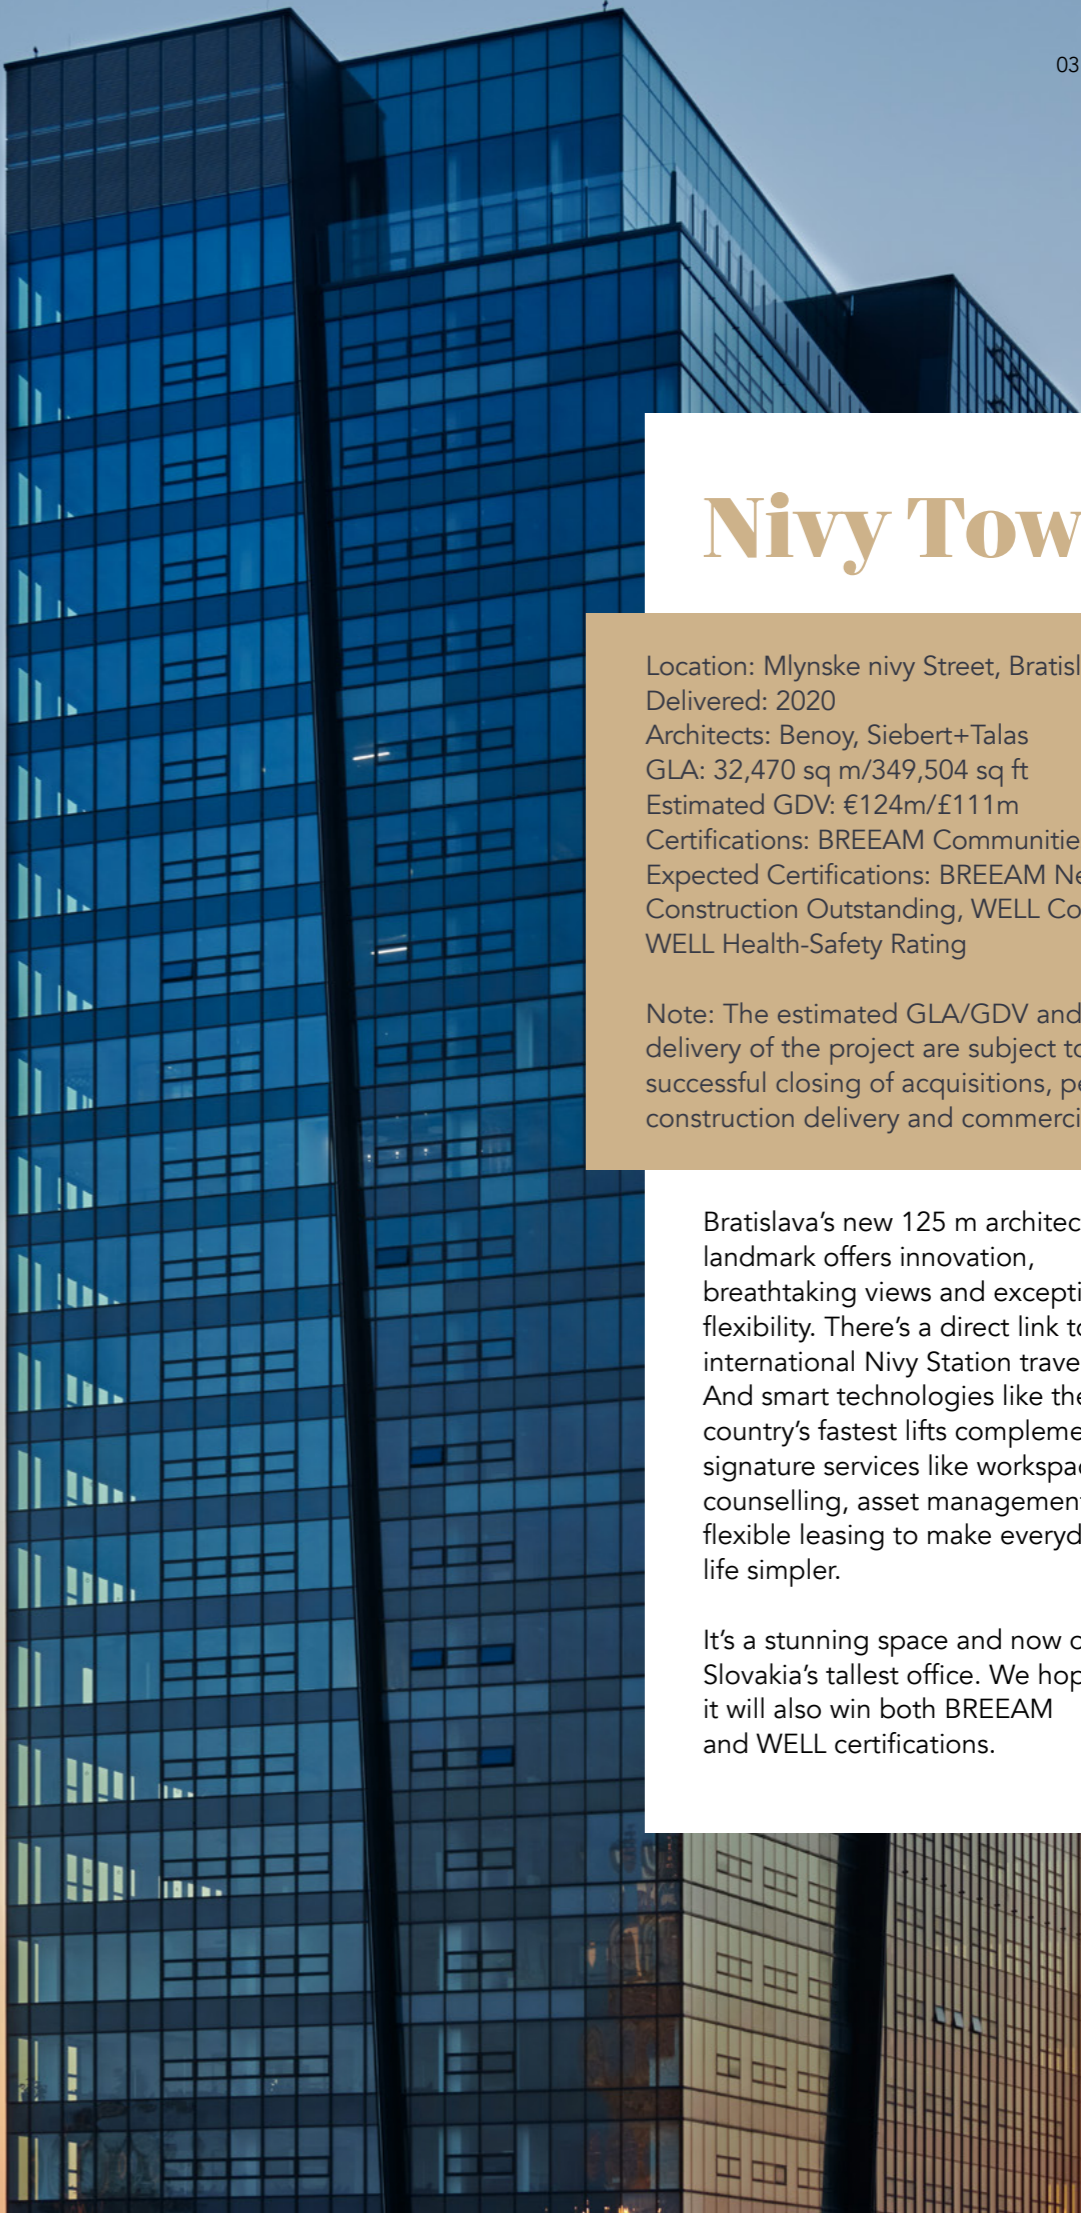 03
Nivy Tow
Location: Mlynske nivy Street, Bratisl
Delivered: 2020
Architects: Benoy, Siebert+Talas
GLA: 32,470 sq m/349,504 sq ft
Estimated GDV: €124m/£111m
Certifications: BREEAM Communitie
Expected Certifications: BREEAM Ne
Construction Outstanding, WELL Co
WELL Health-Safety Rating
Note: The estimated GLA/GDV and
delivery of the project are subject to
successful closing of acquisitions, pe
construction delivery and commerci
Bratislava’s new 125 m architec
landmark offers innovation,
breathtaking views and excepti
flexibility. There’s a direct link to
international Nivy Station trave
And smart technologies like the
country’s fastest lifts compleme
signature services like workspac
counselling, asset management
flexible leasing to make everyd
life simpler.
It’s a stunning space and now o
Slovakia’s tallest office. We hop
it will also win both BREEAM
and WELL certifications.